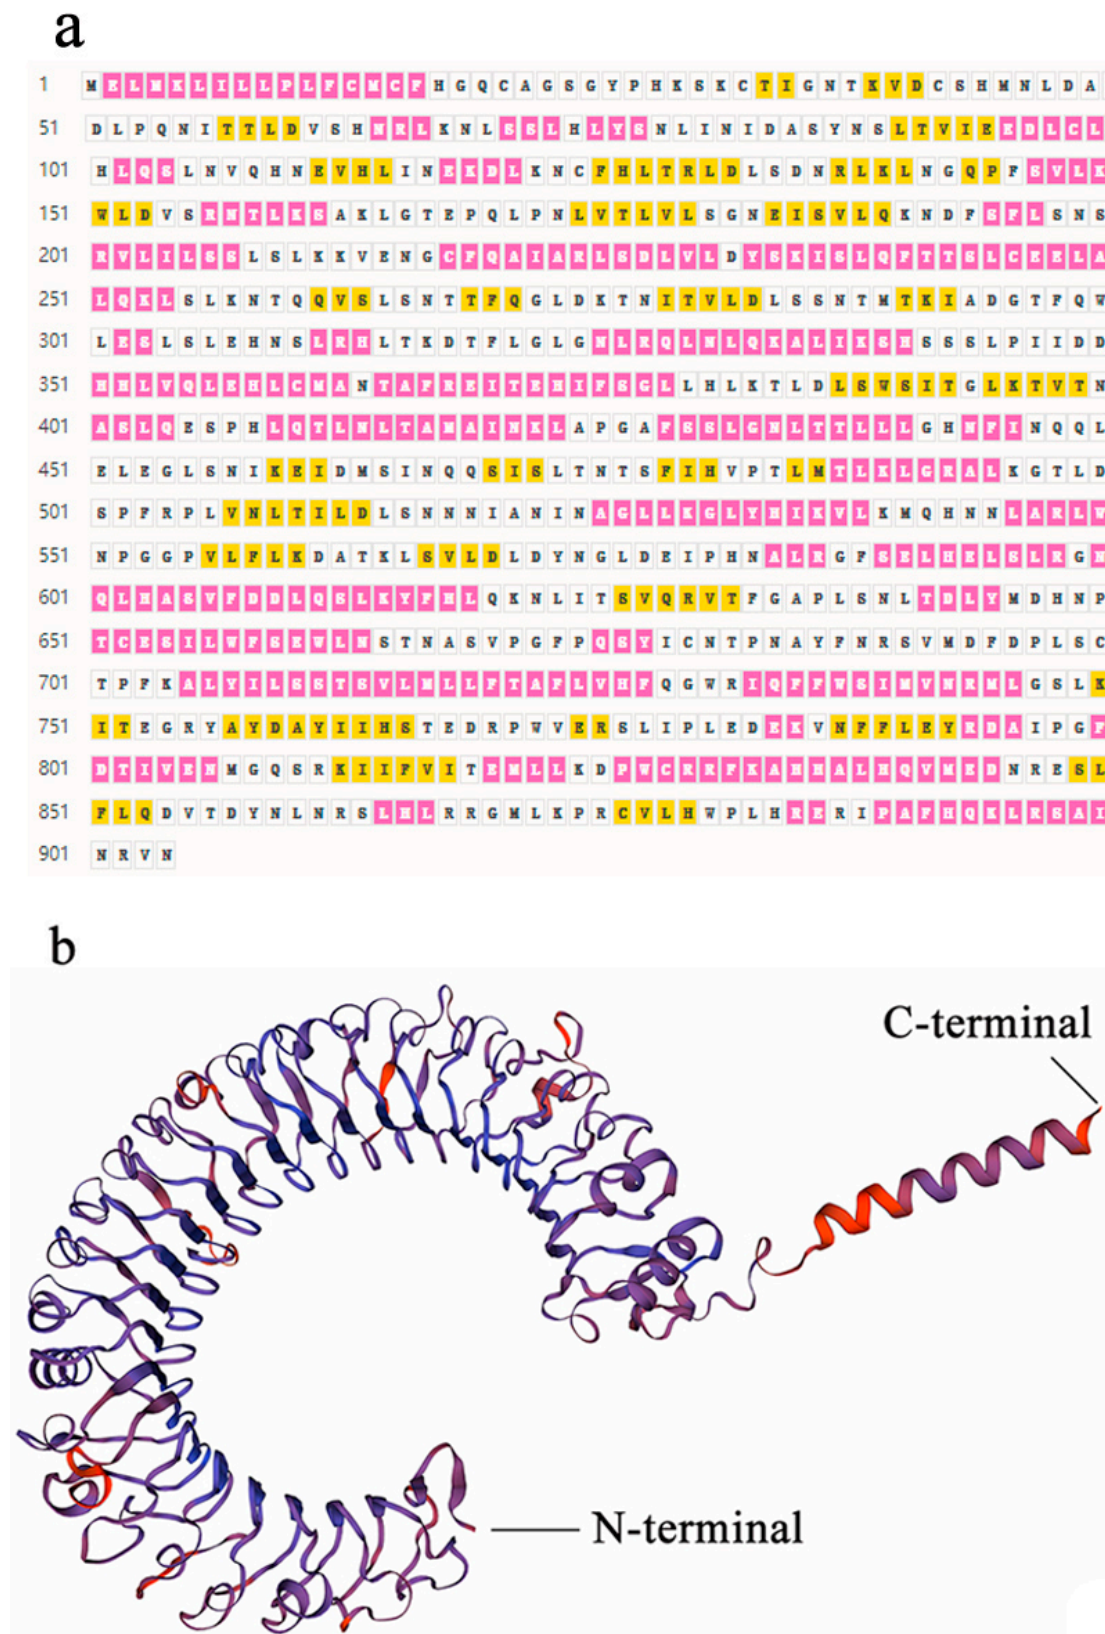 a
1 M E L M K L I L L P L F C M C F H G Q C A G S G Y P H K S K C T I G N T K V D C S H M N L D A
51 D L P Q N I T T L D V S H N R L K N L S S L H L Y S N L I N I D A S Y N S L T V I E E D L C L
101 H L Q S L N V Q H N E V H L I N E K D L K N C F H L T R L D L S D N R L K L N G Q P F S V L K
151 W L D V S R N T L K S A K L G T E P Q L P N L V T L V L S G N E I S V L Q K N D F S F L S N S
201 R V L I L S S L S L K K V E N G C F Q A I A R L S D L V L D Y S K I S L Q F T T S L C E E L A
251 L Q K L S L K N T Q Q V S L S N T T F Q G L D K T N I T V L D L S S N T M T K I A D G T F Q W
301 L E S L S L E H N S L R H L T K D T F L G L G N L R Q L N L Q K A L I K S H S S S L P I I D D
351 H H L V Q L E H L C M A N T A F R E I T E H I F S G L L H L K T L D L S W S I T G L K T V T N
401 A S L Q E S P H L Q T L N L T A M A I N K L A P G A F S S L G N L T T L L L G H N F I N Q Q L
451 E L E G L S N I K E I D M S I N Q Q S I S L T N T S F I H V P T L M T L K L G R A L K G T L D
501 S P F R P L V N L T I L D L S N N N I A N I N A G L L K G L Y H I K V L K M Q H N N L A R L W
551 N P G G P V L F L K D A T K L S V L D L D Y N G L D E I P H N A L R G F S E L H E L S L R G N
601 Q L H A S V F D D L Q S L K Y F H L Q K N L I T S V Q R V T F G A P L S N L T D L Y M D H N P
651 T C E S I L W F S E W L N S T N A S V P G F P Q S Y I C N T P N A Y F N R S V M D F D P L S C
701 T P F K A L Y I L S S T S V L M L L F T A F L V H F Q G W R I Q F F W S I M V N R M L G S L K
751 I T E G R Y A Y D A Y I I H S T E D R P W V E R S L I P L E D E K V N F F L E Y R D A I P G F
801 D T I V E N M G Q S R K I I F V I T E M L L K D P W C R R F K A H H A L H Q V M E D N R E S L
851 F L Q D V T D Y N L N R S L H L R R G M L K P R C V L H W P L H R E R I P A F H Q K L R S A I
901 N R V N
b
C-terminal
N-terminal